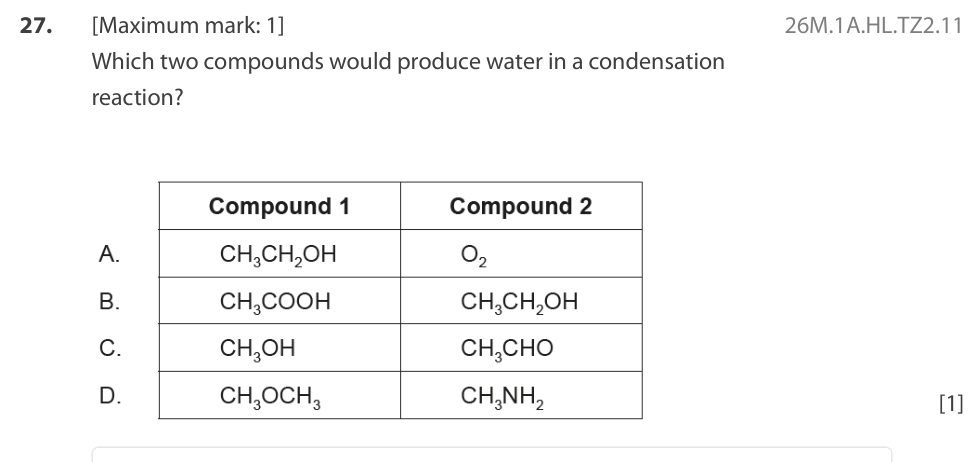 27. [Maximum mark: 1] 26M.1A.HL.TZ2.11
Which two compounds would produce water in a condensation
reaction?
Compound 1 Compound 2
A. CH₃CH₂OH O₂
B. CH₃COOH CH₃CH₂OH
C. CH₃OH CH₃CHO
D. CH₃OCH₃ CH₃NH₂
[1]